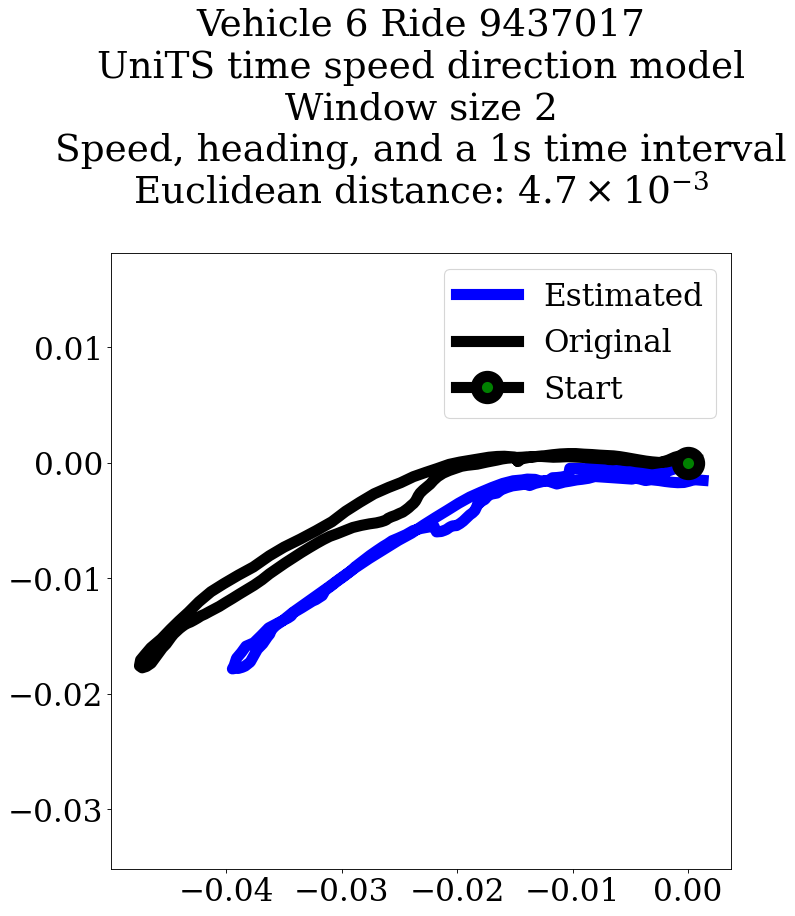 Vehicle 6 Ride 9437017
UniTS time speed direction model
Window size 2
Speed, heading, and a 1s time interval
Euclidean distance: 4.7 × 10⁻³
Estimated
Original
Start
0.01
0.00
−0.01
−0.02
−0.03
−0.04 −0.03 −0.02 −0.01 0.00